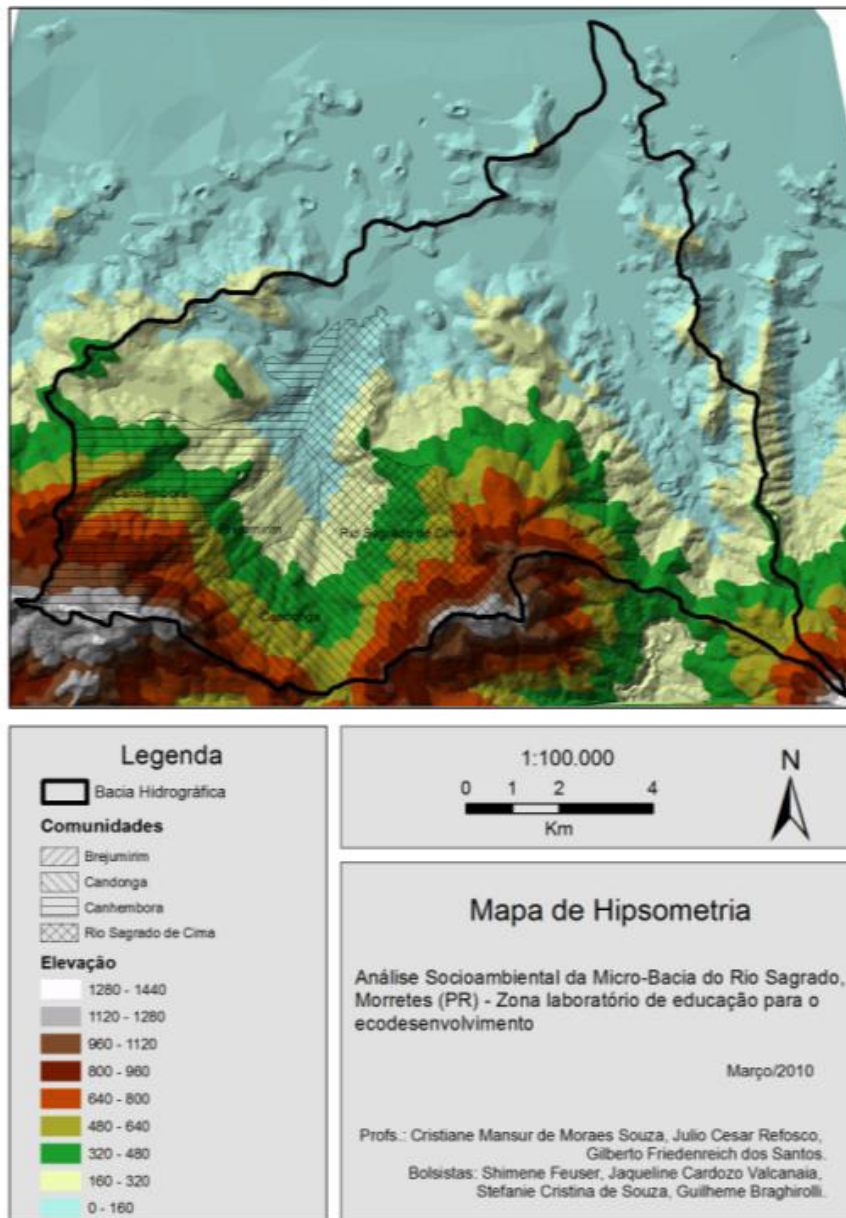 Canhembora
Brejumirim
Rio Sagrado de Cima
Candonga
Legenda
Bacia Hidrográfica
Comunidades
Brejumirim
Candonga
Canhembora
Rio Sagrado de Cima
Elevação
1280 - 1440
1120 - 1280
960 - 1120
800 - 960
640 - 800
480 - 640
320 - 480
160 - 320
0 - 160
1:100.000
0 1 2 4
Km
N
Mapa de Hipsometria
Análise Socioambiental da Micro-Bacia do Rio Sagrado,
Morretes (PR) - Zona laboratório de educação para o
ecodesenvolvimento
Março/2010
Profs.: Cristiane Mansur de Moraes Souza, Julio Cesar Refosco,
Gilberto Friedenreich dos Santos.
Bolsistas: Shimene Feuser, Jaqueline Cardozo Valcanaia,
Stefanie Cristina de Souza, Guilheme Braghirolli.